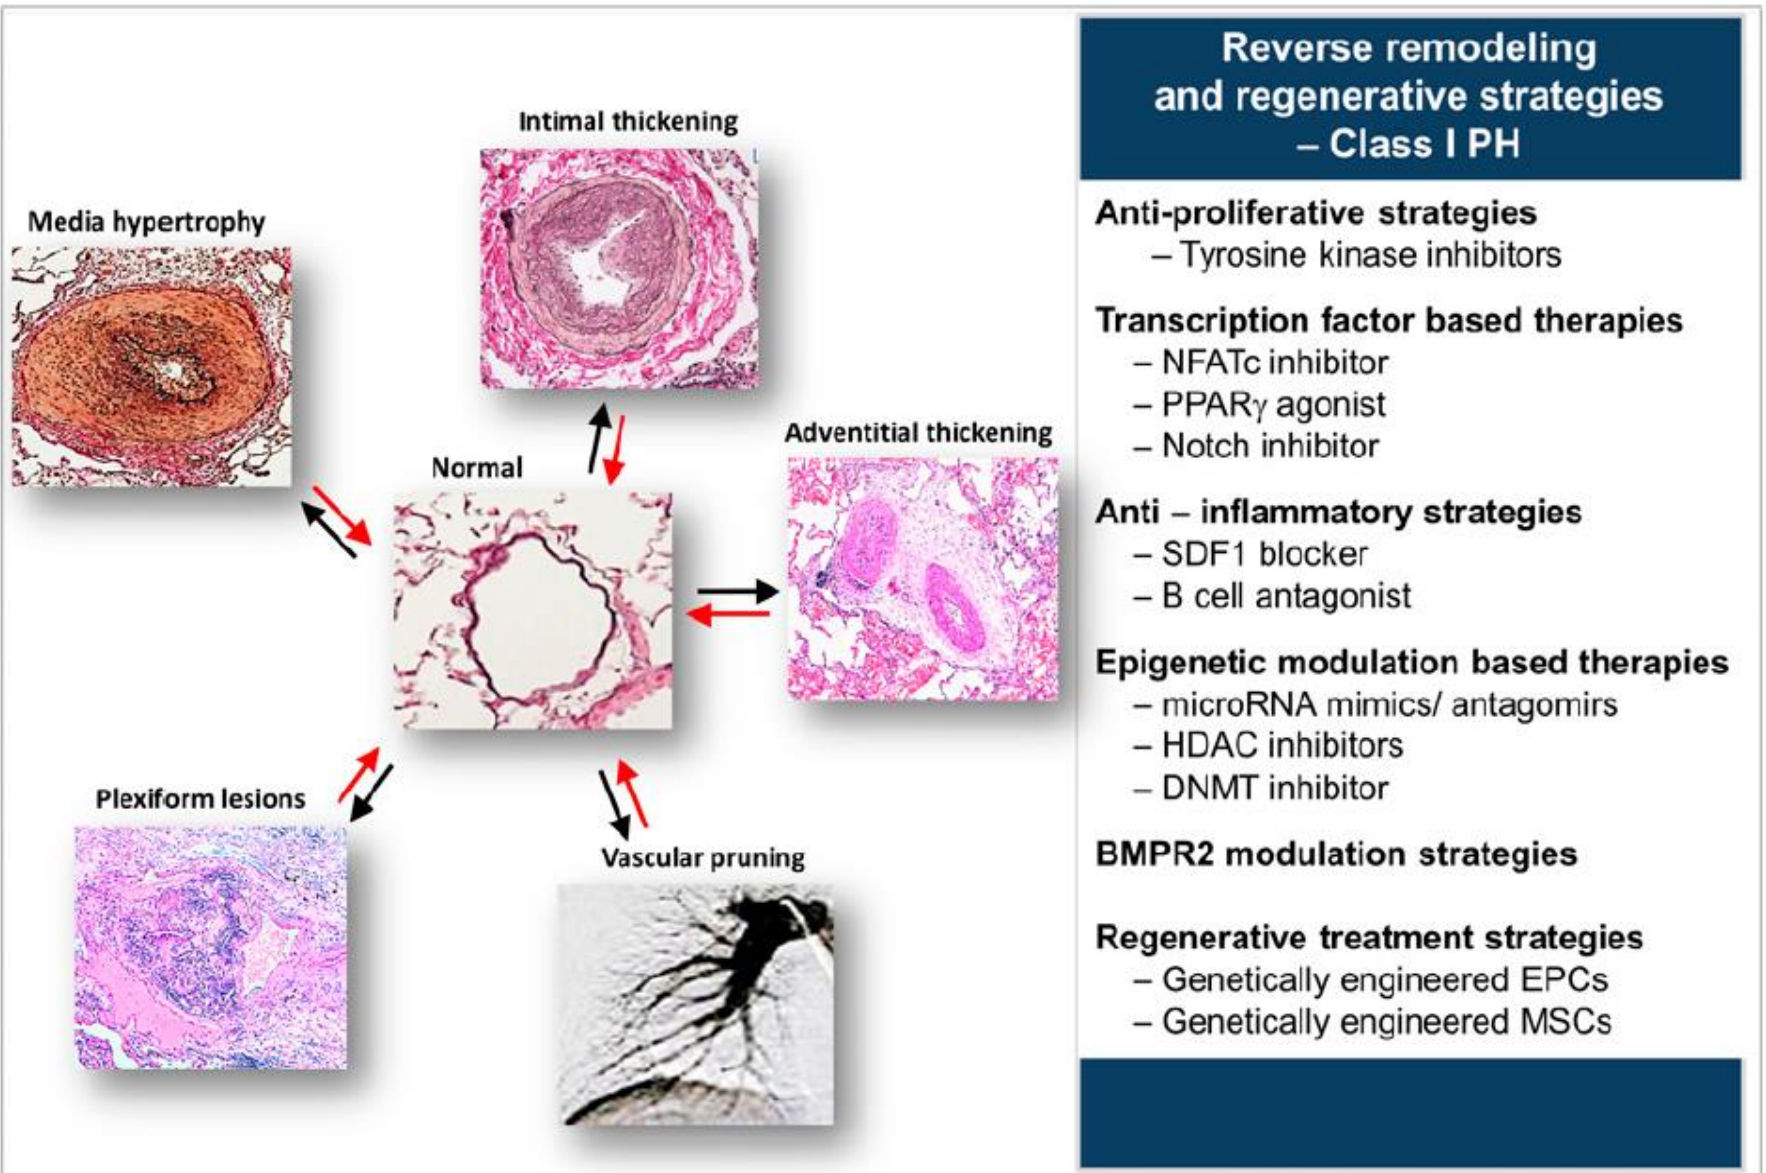 Intimal thickening
Media hypertrophy
Adventitial thickening
Normal
Plexiform lesions
Vascular pruning
Reverse remodeling
and regenerative strategies
– Class I PH
Anti-proliferative strategies
– Tyrosine kinase inhibitors
Transcription factor based therapies
– NFATc inhibitor
– PPARγ agonist
– Notch inhibitor
Anti – inflammatory strategies
– SDF1 blocker
– B cell antagonist
Epigenetic modulation based therapies
– microRNA mimics/ antagomirs
– HDAC inhibitors
– DNMT inhibitor
BMPR2 modulation strategies
Regenerative treatment strategies
– Genetically engineered EPCs
– Genetically engineered MSCs